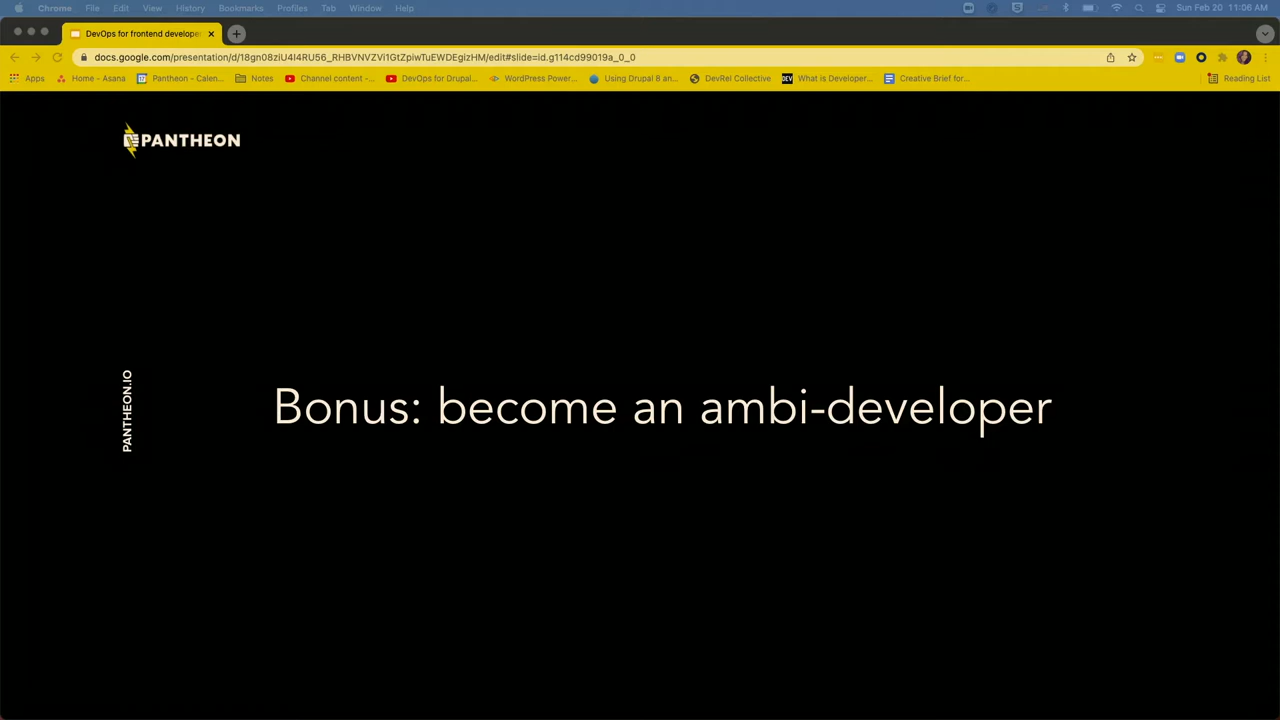 Chrome File Edit View History Bookmarks Profiles Tab Window Help Sun Feb 20 11:06 AM
DevOps for frontend develope
docs.google.com/presentation/d/18gn08ziU4I4RU56_RHBVNVZVi1GtZpiwTuEWDEgizHM/edit#slide=id.g114cd99019a_0_0
Apps Home - Asana Pantheon - Calen... Notes Channel content -... DevOps for Drupal... WordPress Power... Using Drupal 8 an... DevRel Collective What is Developer... Creative Brief for... Reading List
PANTHEON
PANTHEON.IO
Bonus: become an ambi-developer